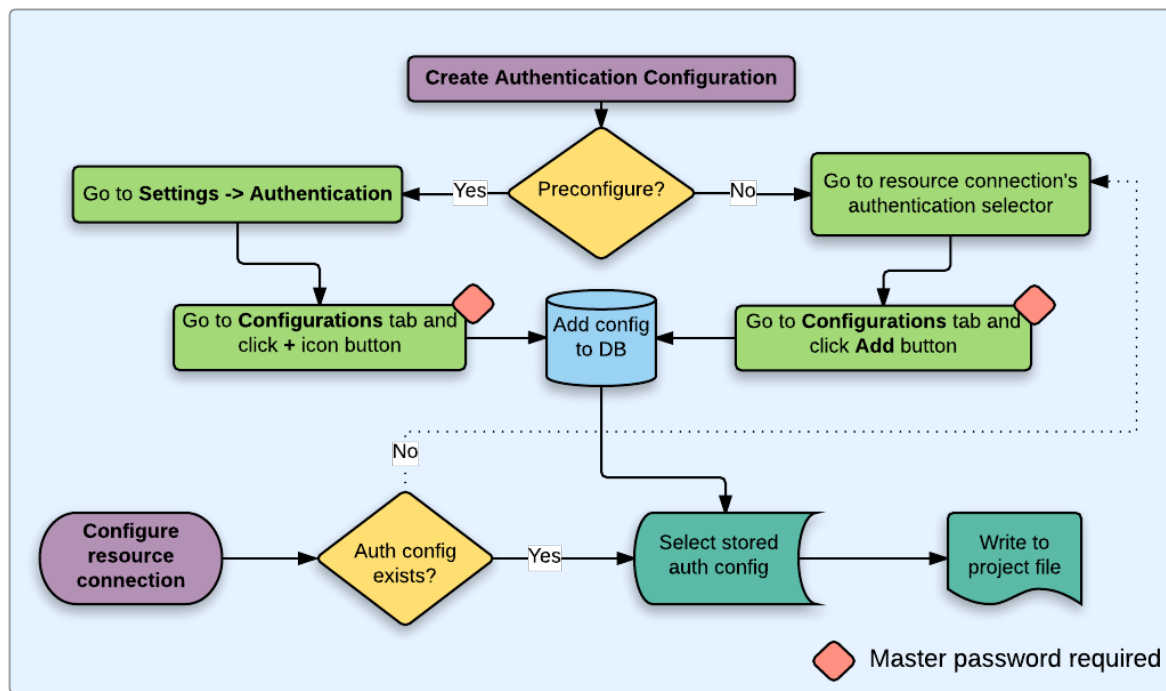 Create Authentication Configuration
Preconfigure?
Yes
No
Go to Settings -> Authentication
Go to resource connection's
authentication selector
Go to Configurations tab and
click + icon button
Add config
to DB
Go to Configurations tab and
click Add button
No
Configure
resource
connection
Auth config
exists?
Yes
Select stored
auth config
Write to
project file
Master password required